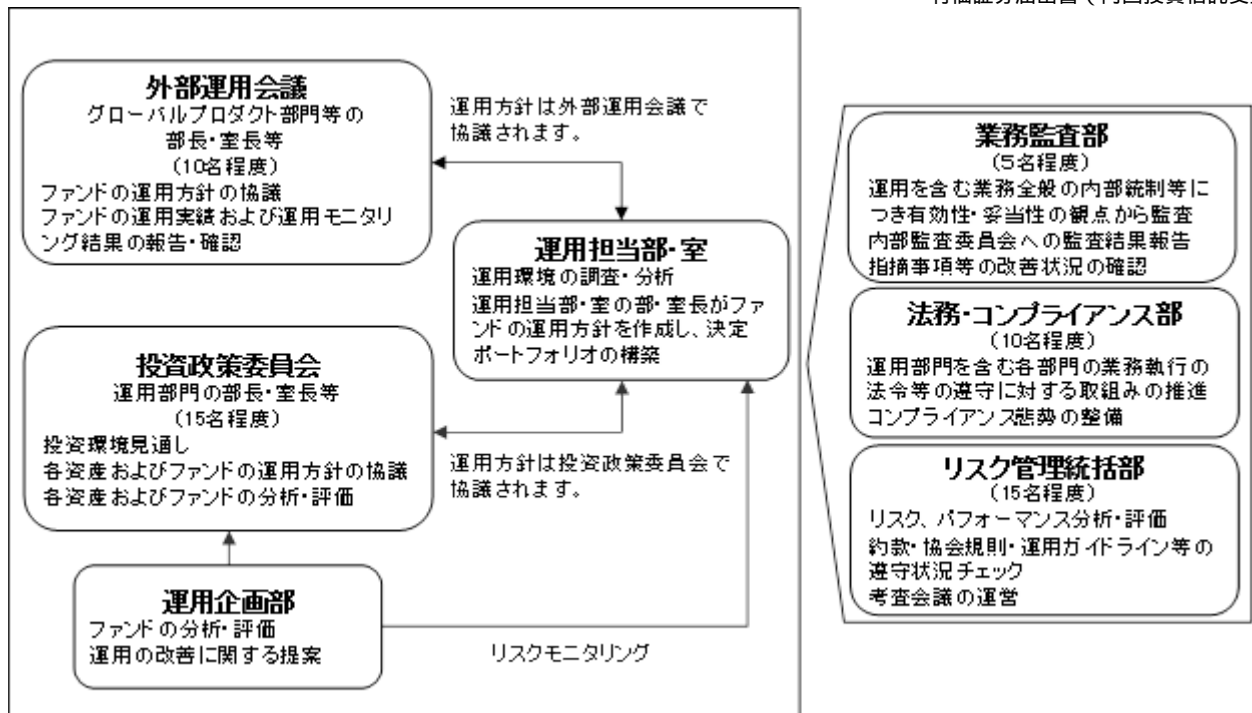 外部運用会議
グローバルプロダクト部門等の
部長・室長等
(10名程度)
ファンドの運用方針の協議
ファンドの運用実績および運用モニタリ
ング結果の報告・確認
運用方針は外部運用会議で
協議されます。
運用担当部・室
運用環境の調査・分析
運用担当部・室の部・室長がファ
ンドの運用方針を作成し、決定
ポートフォリオの構築
投資政策委員会
運用部門の部長・室長等
(15名程度)
投資環境見通し
各資産およびファンドの運用方針の協議
各資産およびファンドの分析・評価
運用方針は投資政策委員会で
協議されます。
運用企画部
ファンドの分析・評価
運用の改善に関する提案
リスクモニタリング
業務監査部
(5名程度)
運用を含む業務全般の内部統制等に
つき有効性・妥当性の観点から監査
内部監査委員会への監査結果報告
指摘事項等の改善状況の確認
法務・コンプライアンス部
(10名程度)
運用部門を含む各部門の業務執行の
法令等の遵守に対する取組みの推進
コンプライアンス態勢の整備
リスク管理統括部
(15名程度)
リスク、パフォーマンス分析・評価
約款・協会規則・運用ガイドライン等の
遵守状況チェック
考査会議の運営